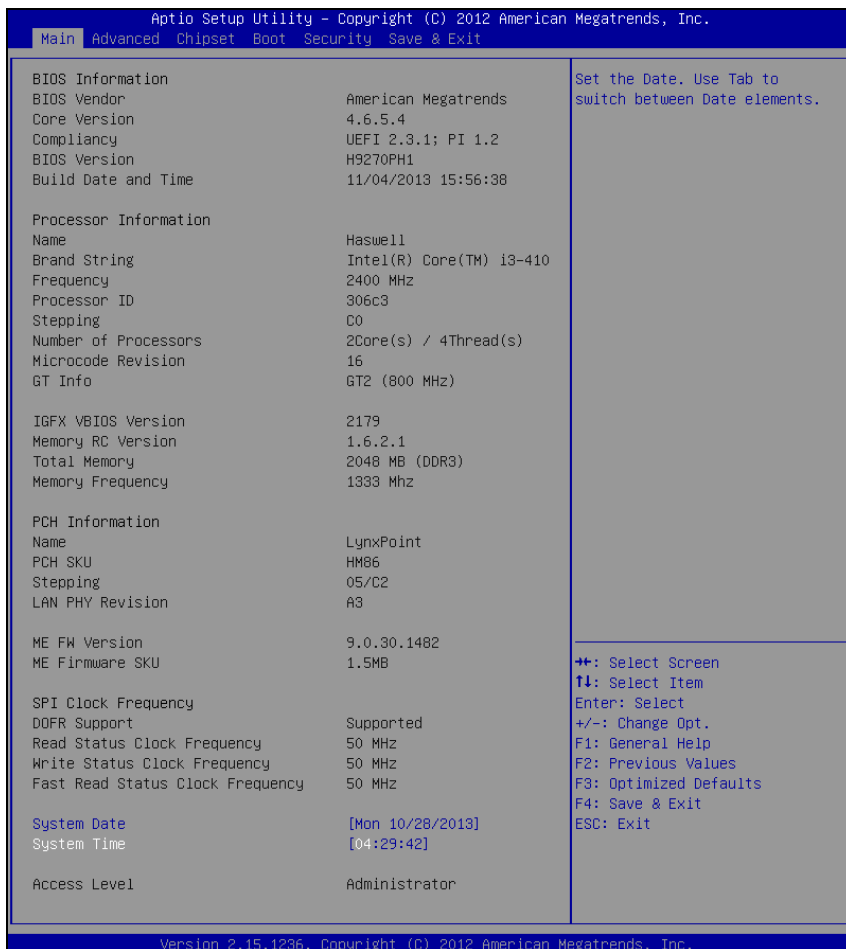 Aptio Setup Utility – Copyright (C) 2012 American Megatrends, Inc.
Main Advanced Chipset Boot Security Save & Exit
BIOS Information
BIOS Vendor American Megatrends
Core Version 4.6.5.4
Compliancy UEFI 2.3.1; PI 1.2
BIOS Version H9270PH1
Build Date and Time 11/04/2013 15:56:38
Processor Information
Name Haswell
Brand String Intel(R) Core(TM) i3-410
Frequency 2400 MHz
Processor ID 306c3
Stepping C0
Number of Processors 2Core(s) / 4Thread(s)
Microcode Revision 16
GT Info GT2 (800 MHz)
IGFX VBIOS Version 2179
Memory RC Version 1.6.2.1
Total Memory 2048 MB (DDR3)
Memory Frequency 1333 Mhz
PCH Information
Name LynxPoint
PCH SKU HM86
Stepping 05/C2
LAN PHY Revision A3
ME FW Version 9.0.30.1482
ME Firmware SKU 1.5MB
SPI Clock Frequency
DOFR Support Supported
Read Status Clock Frequency 50 MHz
Write Status Clock Frequency 50 MHz
Fast Read Status Clock Frequency 50 MHz
System Date [Mon 10/28/2013]
System Time [04:29:42]
Access Level Administrator
Set the Date. Use Tab to
switch between Date elements.
→←: Select Screen
↑↓: Select Item
Enter: Select
+/-: Change Opt.
F1: General Help
F2: Previous Values
F3: Optimized Defaults
F4: Save & Exit
ESC: Exit
Version 2.15.1236. Copyright (C) 2012 American Megatrends, Inc.